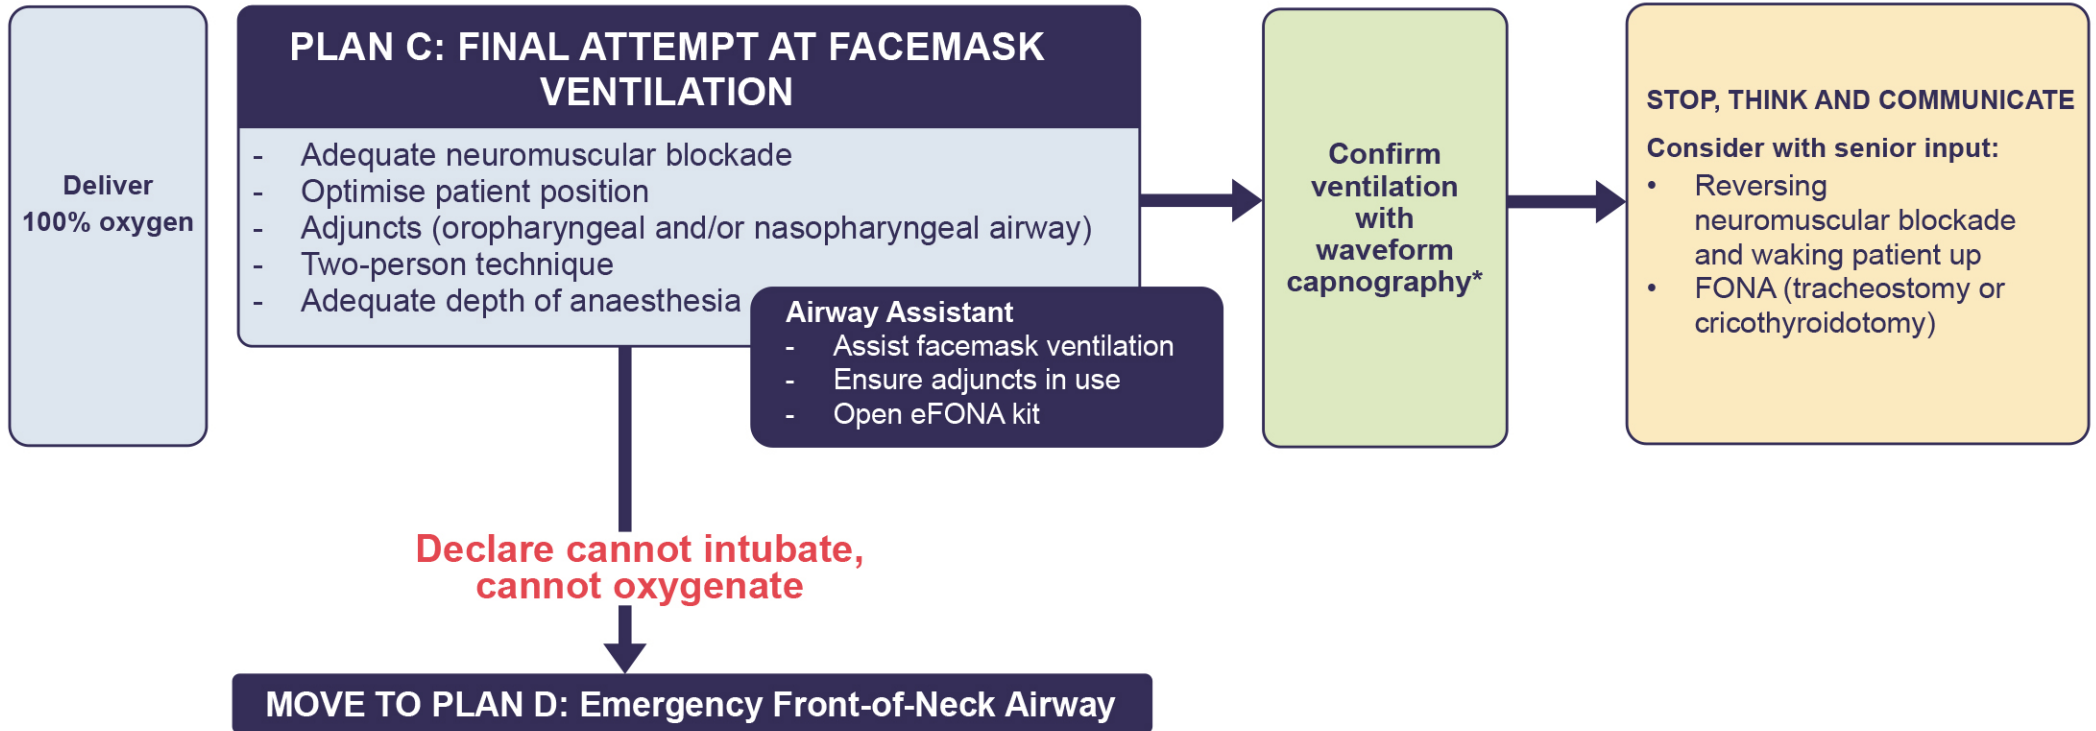 Deliver
100% oxygen
PLAN C: FINAL ATTEMPT AT FACEMASK
VENTILATION
- Adequate neuromuscular blockade
- Optimise patient position
- Adjuncts (oropharyngeal and/or nasopharyngeal airway)
- Two-person technique
- Adequate depth of anaesthesia
Airway Assistant
- Assist facemask ventilation
- Ensure adjuncts in use
- Open eFONA kit
Confirm
ventilation
with
waveform
capnography*
STOP, THINK AND COMMUNICATE
Consider with senior input:
• Reversing
neuromuscular blockade
and waking patient up
• FONA (tracheostomy or
cricothyroidotomy)
Declare cannot intubate,
cannot oxygenate
MOVE TO PLAN D: Emergency Front-of-Neck Airway